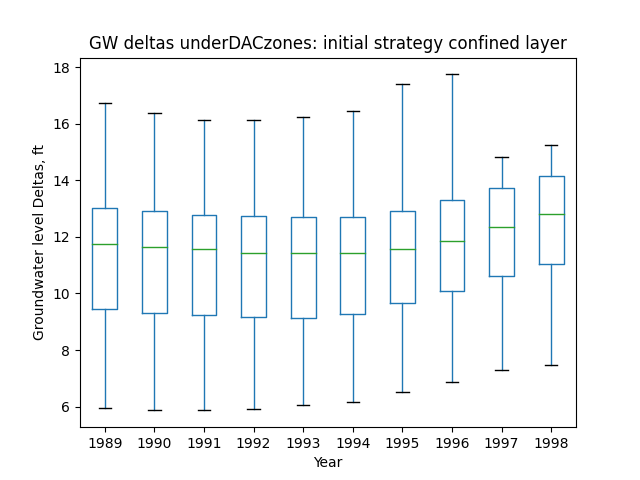 GW deltas underDACzones: initial strategy confined layer
Groundwater level Deltas, ft
18
16
14
12
10
8
6
1989 1990 1991 1992 1993 1994 1995 1996 1997 1998
Year